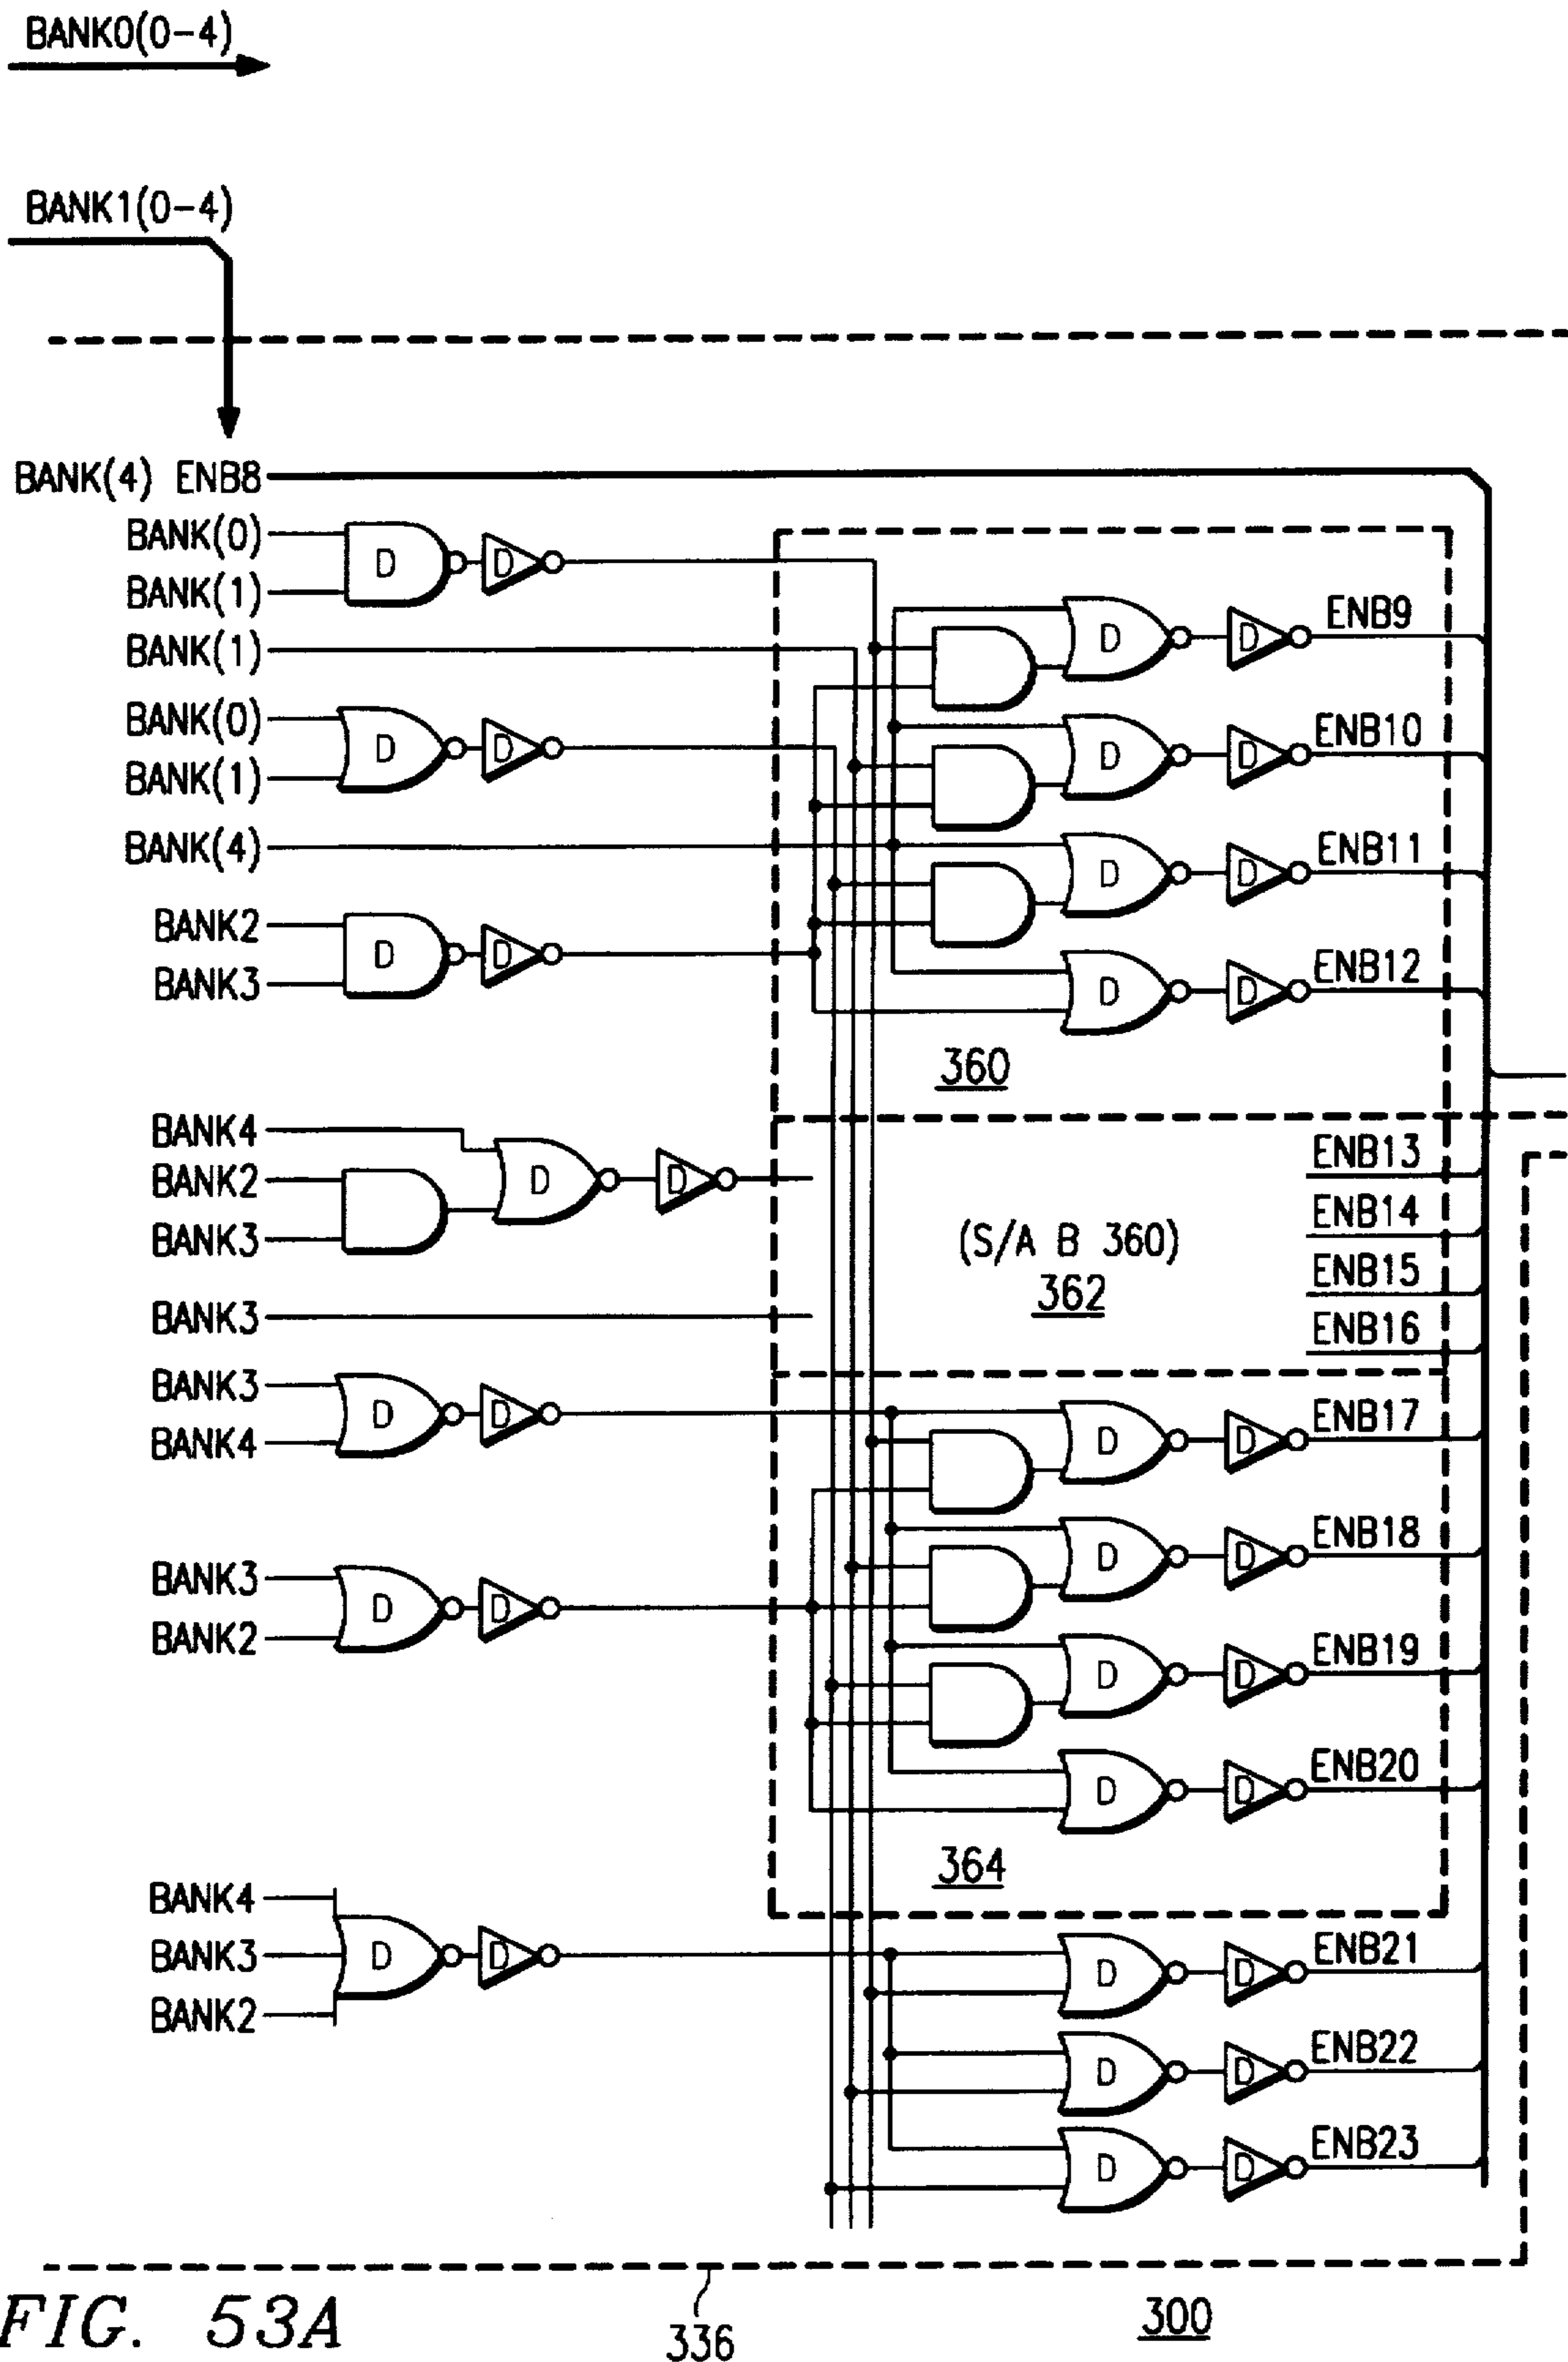 BANK0(0-4)
BANK1(0-4)
BANK(4) ENB8
BANK(0)
D
D
BANK(1)
ENB9
D
D
BANK(1)
BANK(0)
D
D
ENB10
D
D
BANK(1)
BANK(4)
ENB11
D
D
BANK2
D
D
BANK3
ENB12
D
D
360
BANK4
BANK2
D
D
BANK3
ENB13
ENB14
(S/A B 360)
362
ENB15
BANK3
ENB16
BANK3
D
D
BANK4
ENB17
D
D
BANK3
D
D
BANK2
ENB18
D
D
ENB19
D
D
ENB20
D
D
364
BANK4
BANK3
D
D
BANK2
ENB21
D
D
ENB22
D
D
ENB23
D
D
FIG. 53A
336
300